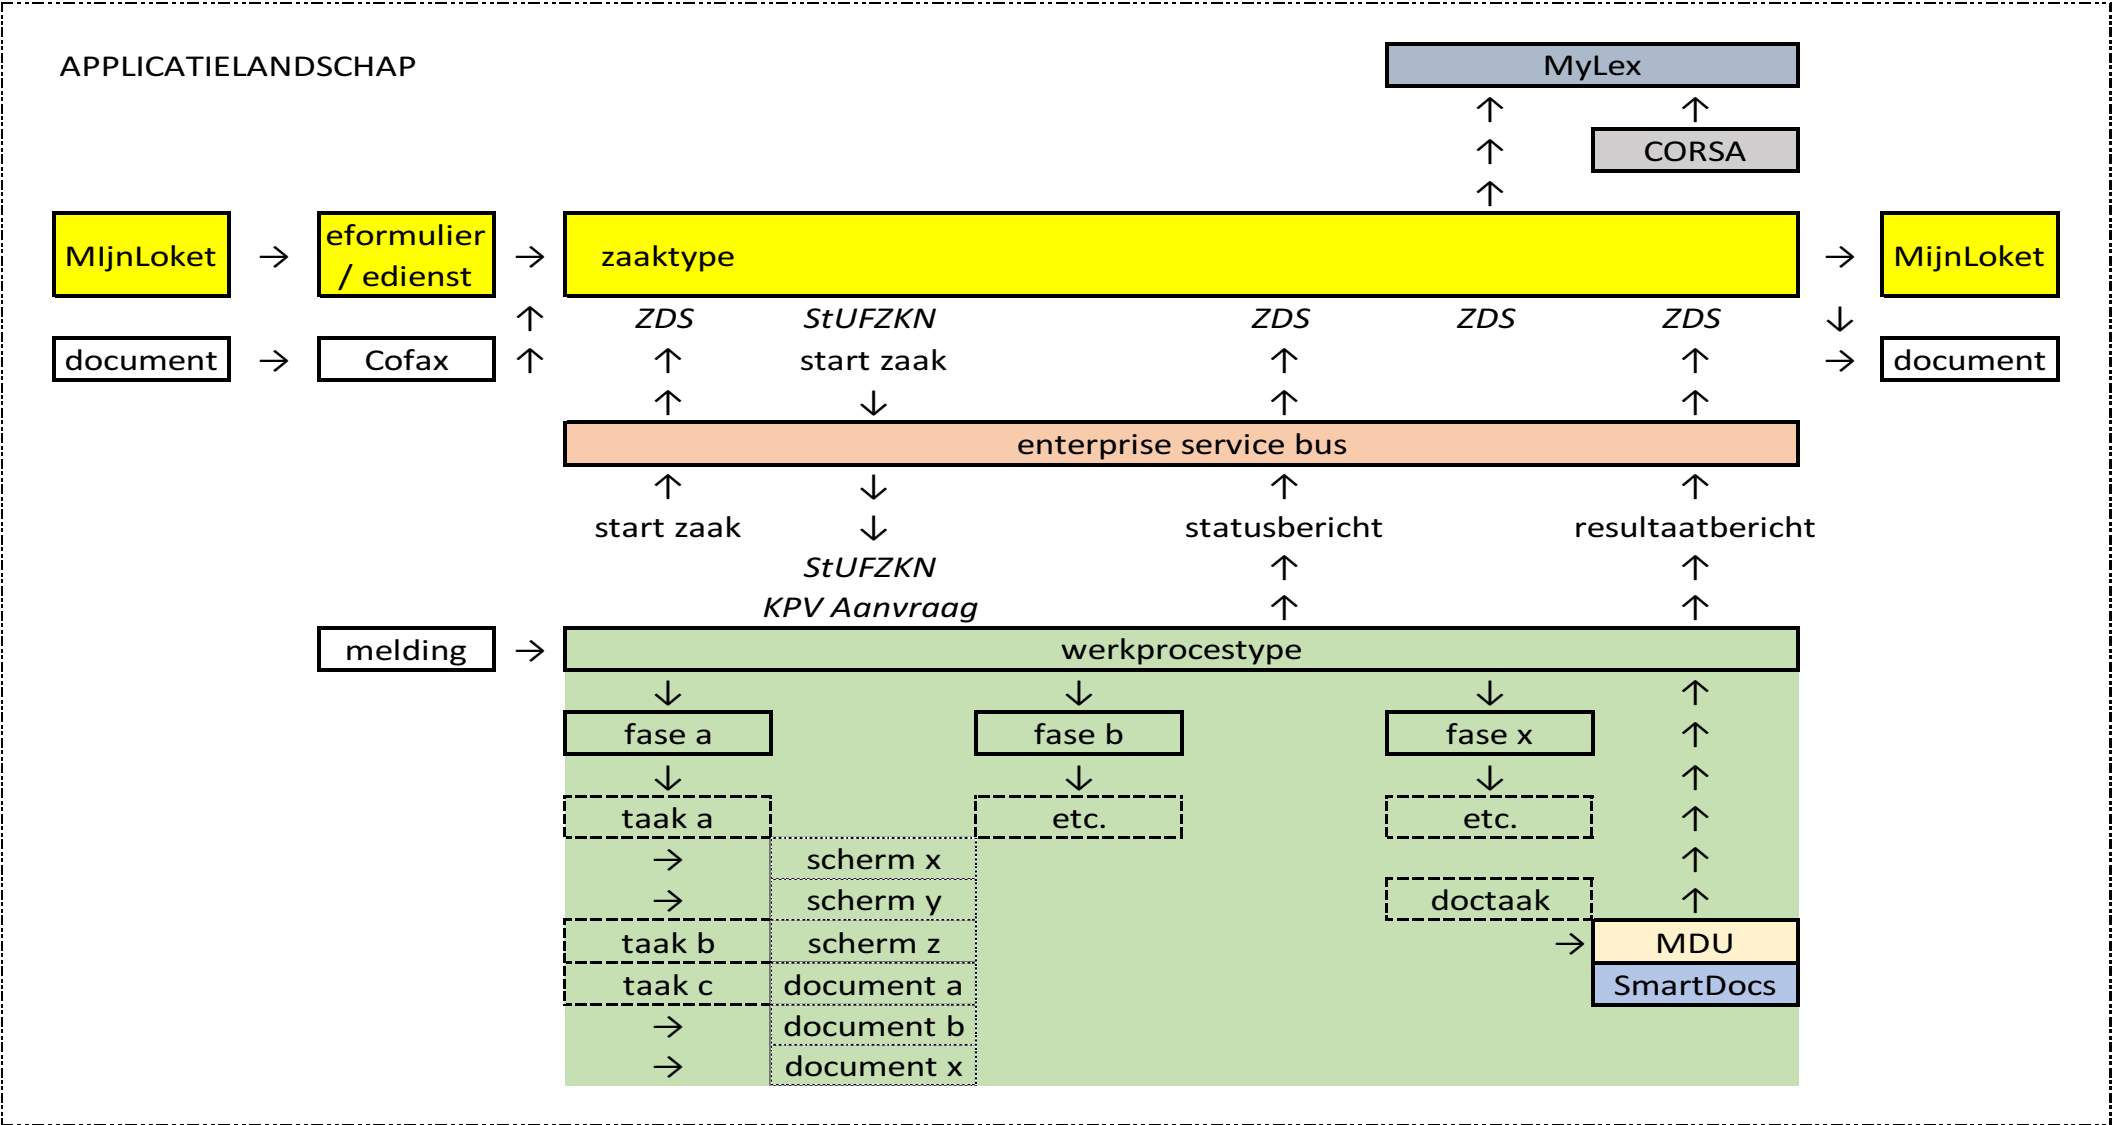 APPLICATIELANDSCHAP
MyLex
CORSA
MIjnLoket
→
eformulier
/ edienst
→
zaaktype
→
MijnLoket
ZDS
StUFZKN
ZDS
ZDS
ZDS
document
→
Cofax
start zaak
→
document
enterprise service bus
start zaak
statusbericht
resultaatbericht
StUFZKN
KPV Aanvraag
melding
→
werkprocestype
fase a
fase b
fase x
taak a
etc.
etc.
→
scherm x
→
scherm y
doctaak
taak b
scherm z
→
MDU
taak c
document a
SmartDocs
→
document b
→
document x